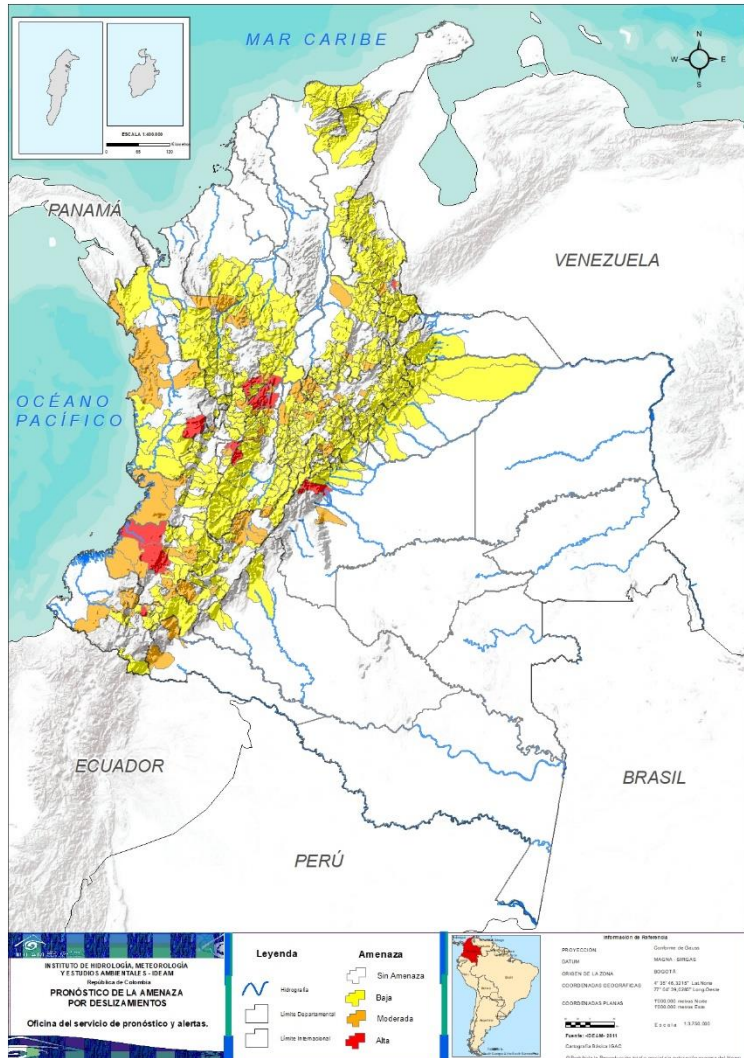 MAR CARIBE
N
W
E
S
ESCALA 1:400.000
PANAMÁ
VENEZUELA
OCÉANO
PACÍFICO
ECUADOR
BRASIL
PERÚ
INSTITUTO DE HIDROLOGÍA, METEOROLOGÍA
Y ESTUDIOS AMBIENTALES - IDEAM
República de Colombia
PRONÓSTICO DE LA AMENAZA
POR DESLIZAMIENTOS
Oficina del servicio de pronóstico y alertas.
Leyenda
Hidrografía
Límite Departamental
Límite Internacional
Amenaza
Sin Amenaza
Baja
Moderada
Alta
Información de Referencia
PROYECCIÓN
DATUM
MAGNA - SIRGAS
ORIGEN DE LA ZONA
BOGOTÁ
COORDENADAS GEOGRÁFICAS
COORDENADAS PLANAS
Escala
Fuente: IDEAM- 2011
Cartografía Básica IGAC